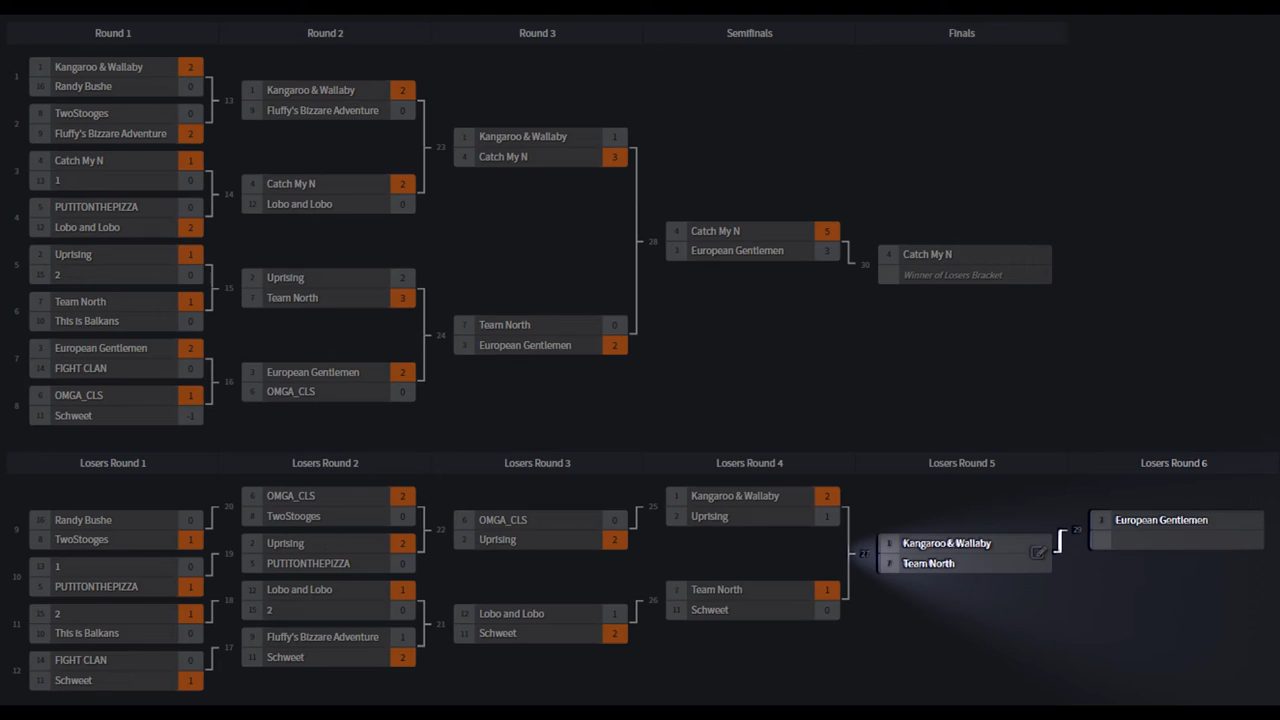 Round 1
Round 2
Round 3
Semifinals
Finals
1
1 Kangaroo & Wallaby 2
16 Randy Bushe 0
2
8 TwoStooges 0
9 Fluffy's BIzzare Adventure 2
3
4 Catch My N 1
13 1 0
4
5 PUTITONTHEPIZZA 0
12 Lobo and Lobo 2
5
2 Uprising 1
15 2 0
6
7 Team North 1
10 This is Balkans 0
7
3 European Gentlemen 2
14 FIGHT CLAN 0
8
6 OMGA_CLS 1
11 Schweet -1
13
1 Kangaroo & Wallaby 2
9 Fluffy's BIzzare Adventure 0
14
4 Catch My N 2
12 Lobo and Lobo 0
15
2 Uprising 2
7 Team North 3
16
3 European Gentlemen 2
6 OMGA_CLS 0
23
1 Kangaroo & Wallaby 1
4 Catch My N 3
24
7 Team North 0
3 European Gentlemen 2
28
4 Catch My N 5
3 European Gentlemen 3
30
4 Catch My N
Winner of Losers Bracket
Losers Round 1
Losers Round 2
Losers Round 3
Losers Round 4
Losers Round 5
Losers Round 6
9
16 Randy Bushe 0
8 TwoStooges 1
10
13 1 0
5 PUTITONTHEPIZZA 1
11
15 2 1
10 This is Balkans 0
12
14 FIGHT CLAN 0
11 Schweet 1
20
6 OMGA_CLS 2
8 TwoStooges 0
19
2 Uprising 2
5 PUTITONTHEPIZZA 0
18
12 Lobo and Lobo 1
15 2 0
17
9 Fluffy's BIzzare Adventure 1
11 Schweet 2
22
6 OMGA_CLS 0
2 Uprising 2
21
12 Lobo and Lobo 1
11 Schweet 2
25
1 Kangaroo & Wallaby 2
2 Uprising 1
26
7 Team North 1
11 Schweet 0
27
1 Kangaroo & Wallaby
7 Team North
29
3 European Gentlemen